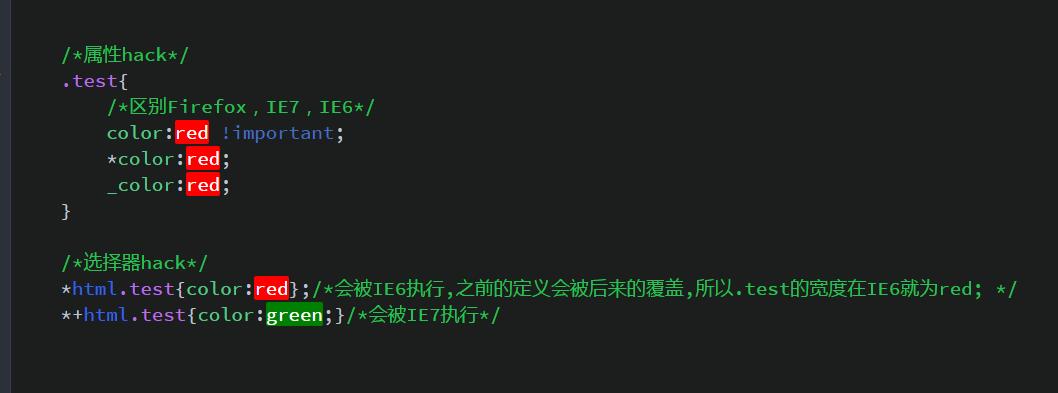 /*属性hack*/
.test{
/*区别Firefox，IE7，IE6*/
color:red !important;
*color:red;
_color:red;
}
/*选择器hack*/
*html.test{color:red};/*会被IE6执行,之前的定义会被后来的覆盖,所以.test的宽度在IE6就为red; */
*+html.test{color:green;}/*会被IE7执行*/